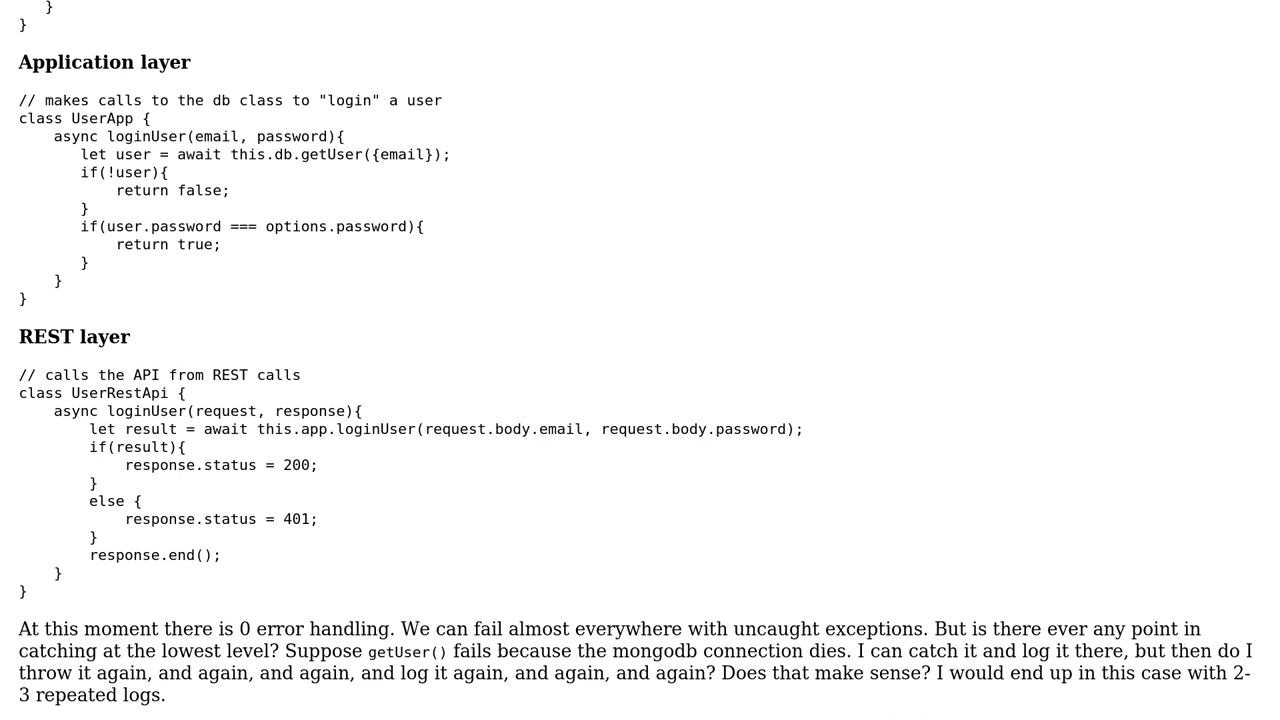 }
}
Application layer
// makes calls to the db class to "login" a user
class UserApp {
    async loginUser(email, password){
       let user = await this.db.getUser({email});
       if(!user){
           return false;
       }
       if(user.password === options.password){
           return true;
       }
    }
}
REST layer
// calls the API from REST calls
class UserRestApi {
    async loginUser(request, response){
        let result = await this.app.loginUser(request.body.email, request.body.password);
        if(result){
            response.status = 200;
        }
        else {
            response.status = 401;
        }
        response.end();
    }
}
At this moment there is 0 error handling. We can fail almost everywhere with uncaught exceptions. But is there ever any point in
catching at the lowest level? Suppose getUser() fails because the mongodb connection dies. I can catch it and log it there, but then do I
throw it again, and again, and again, and log it again, and again, and again? Does that make sense? I would end up in this case with 2-
3 repeated logs.